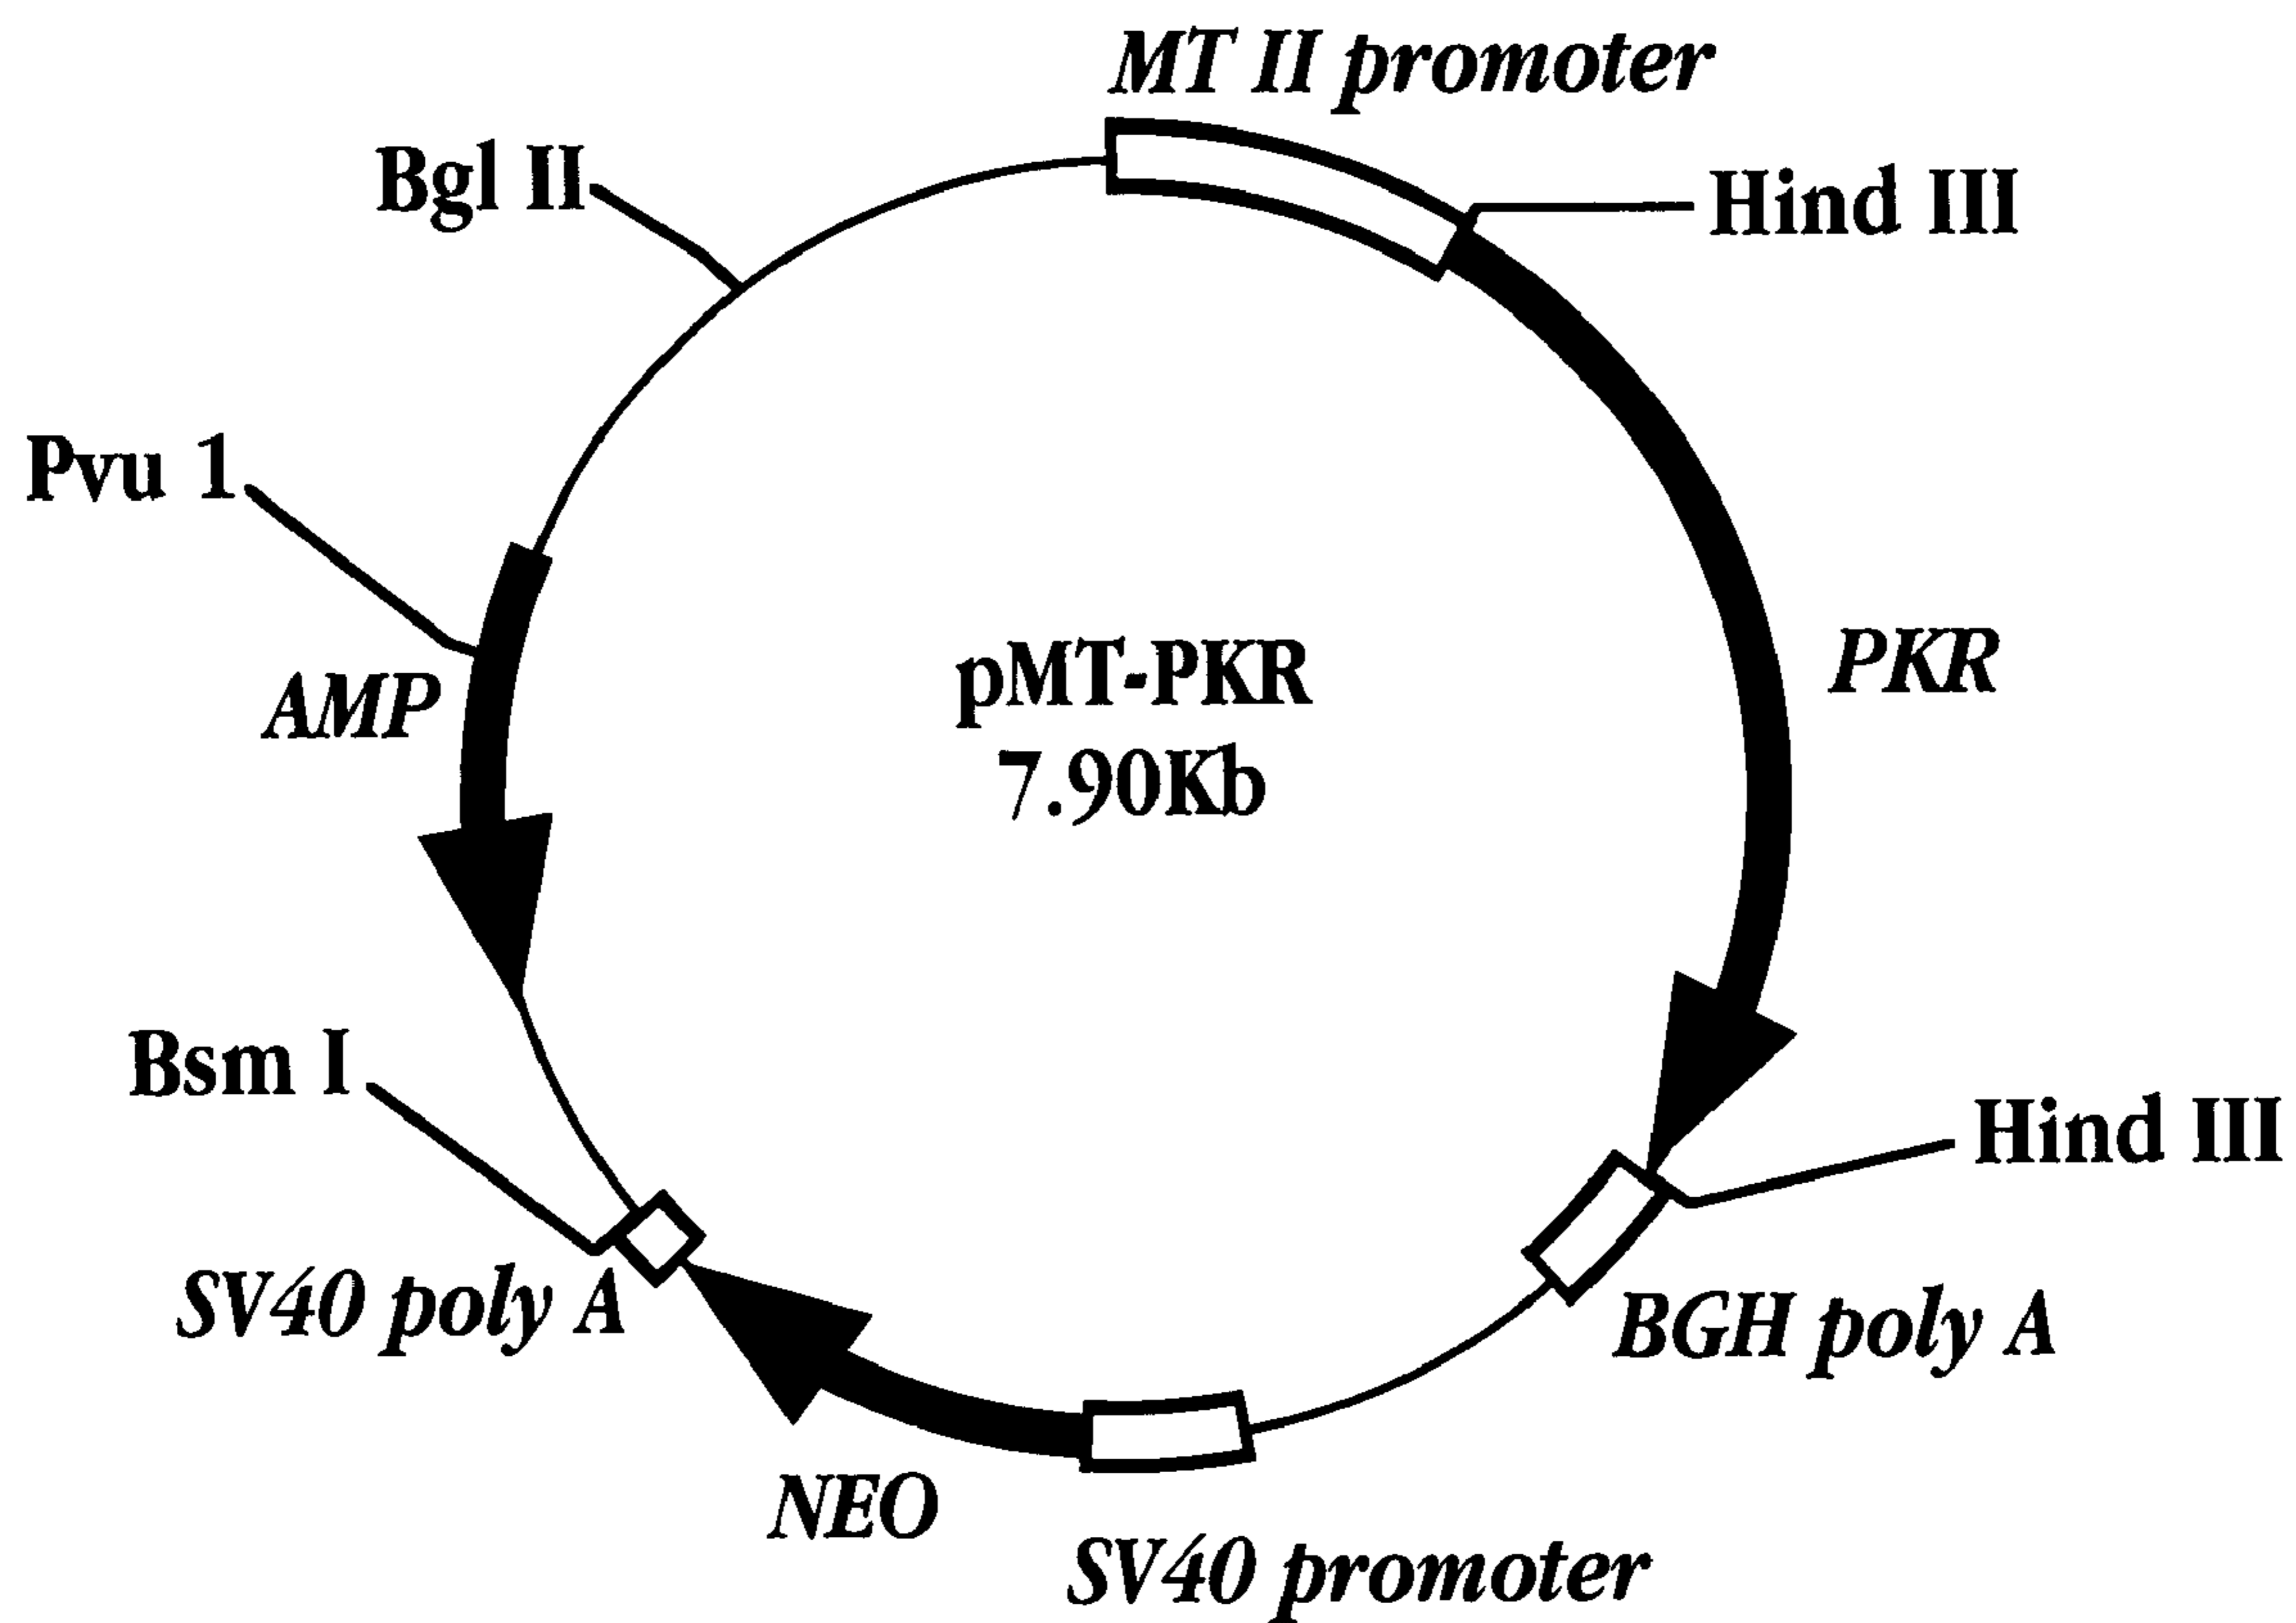 MT II promoter
Bgl II
Hind III
Pvu 1
pMT-PKR
7.90Kb
PKR
AMP
Bsm I
Hind III
SV40 poly A
BGH poly A
NEO
SV40 promoter